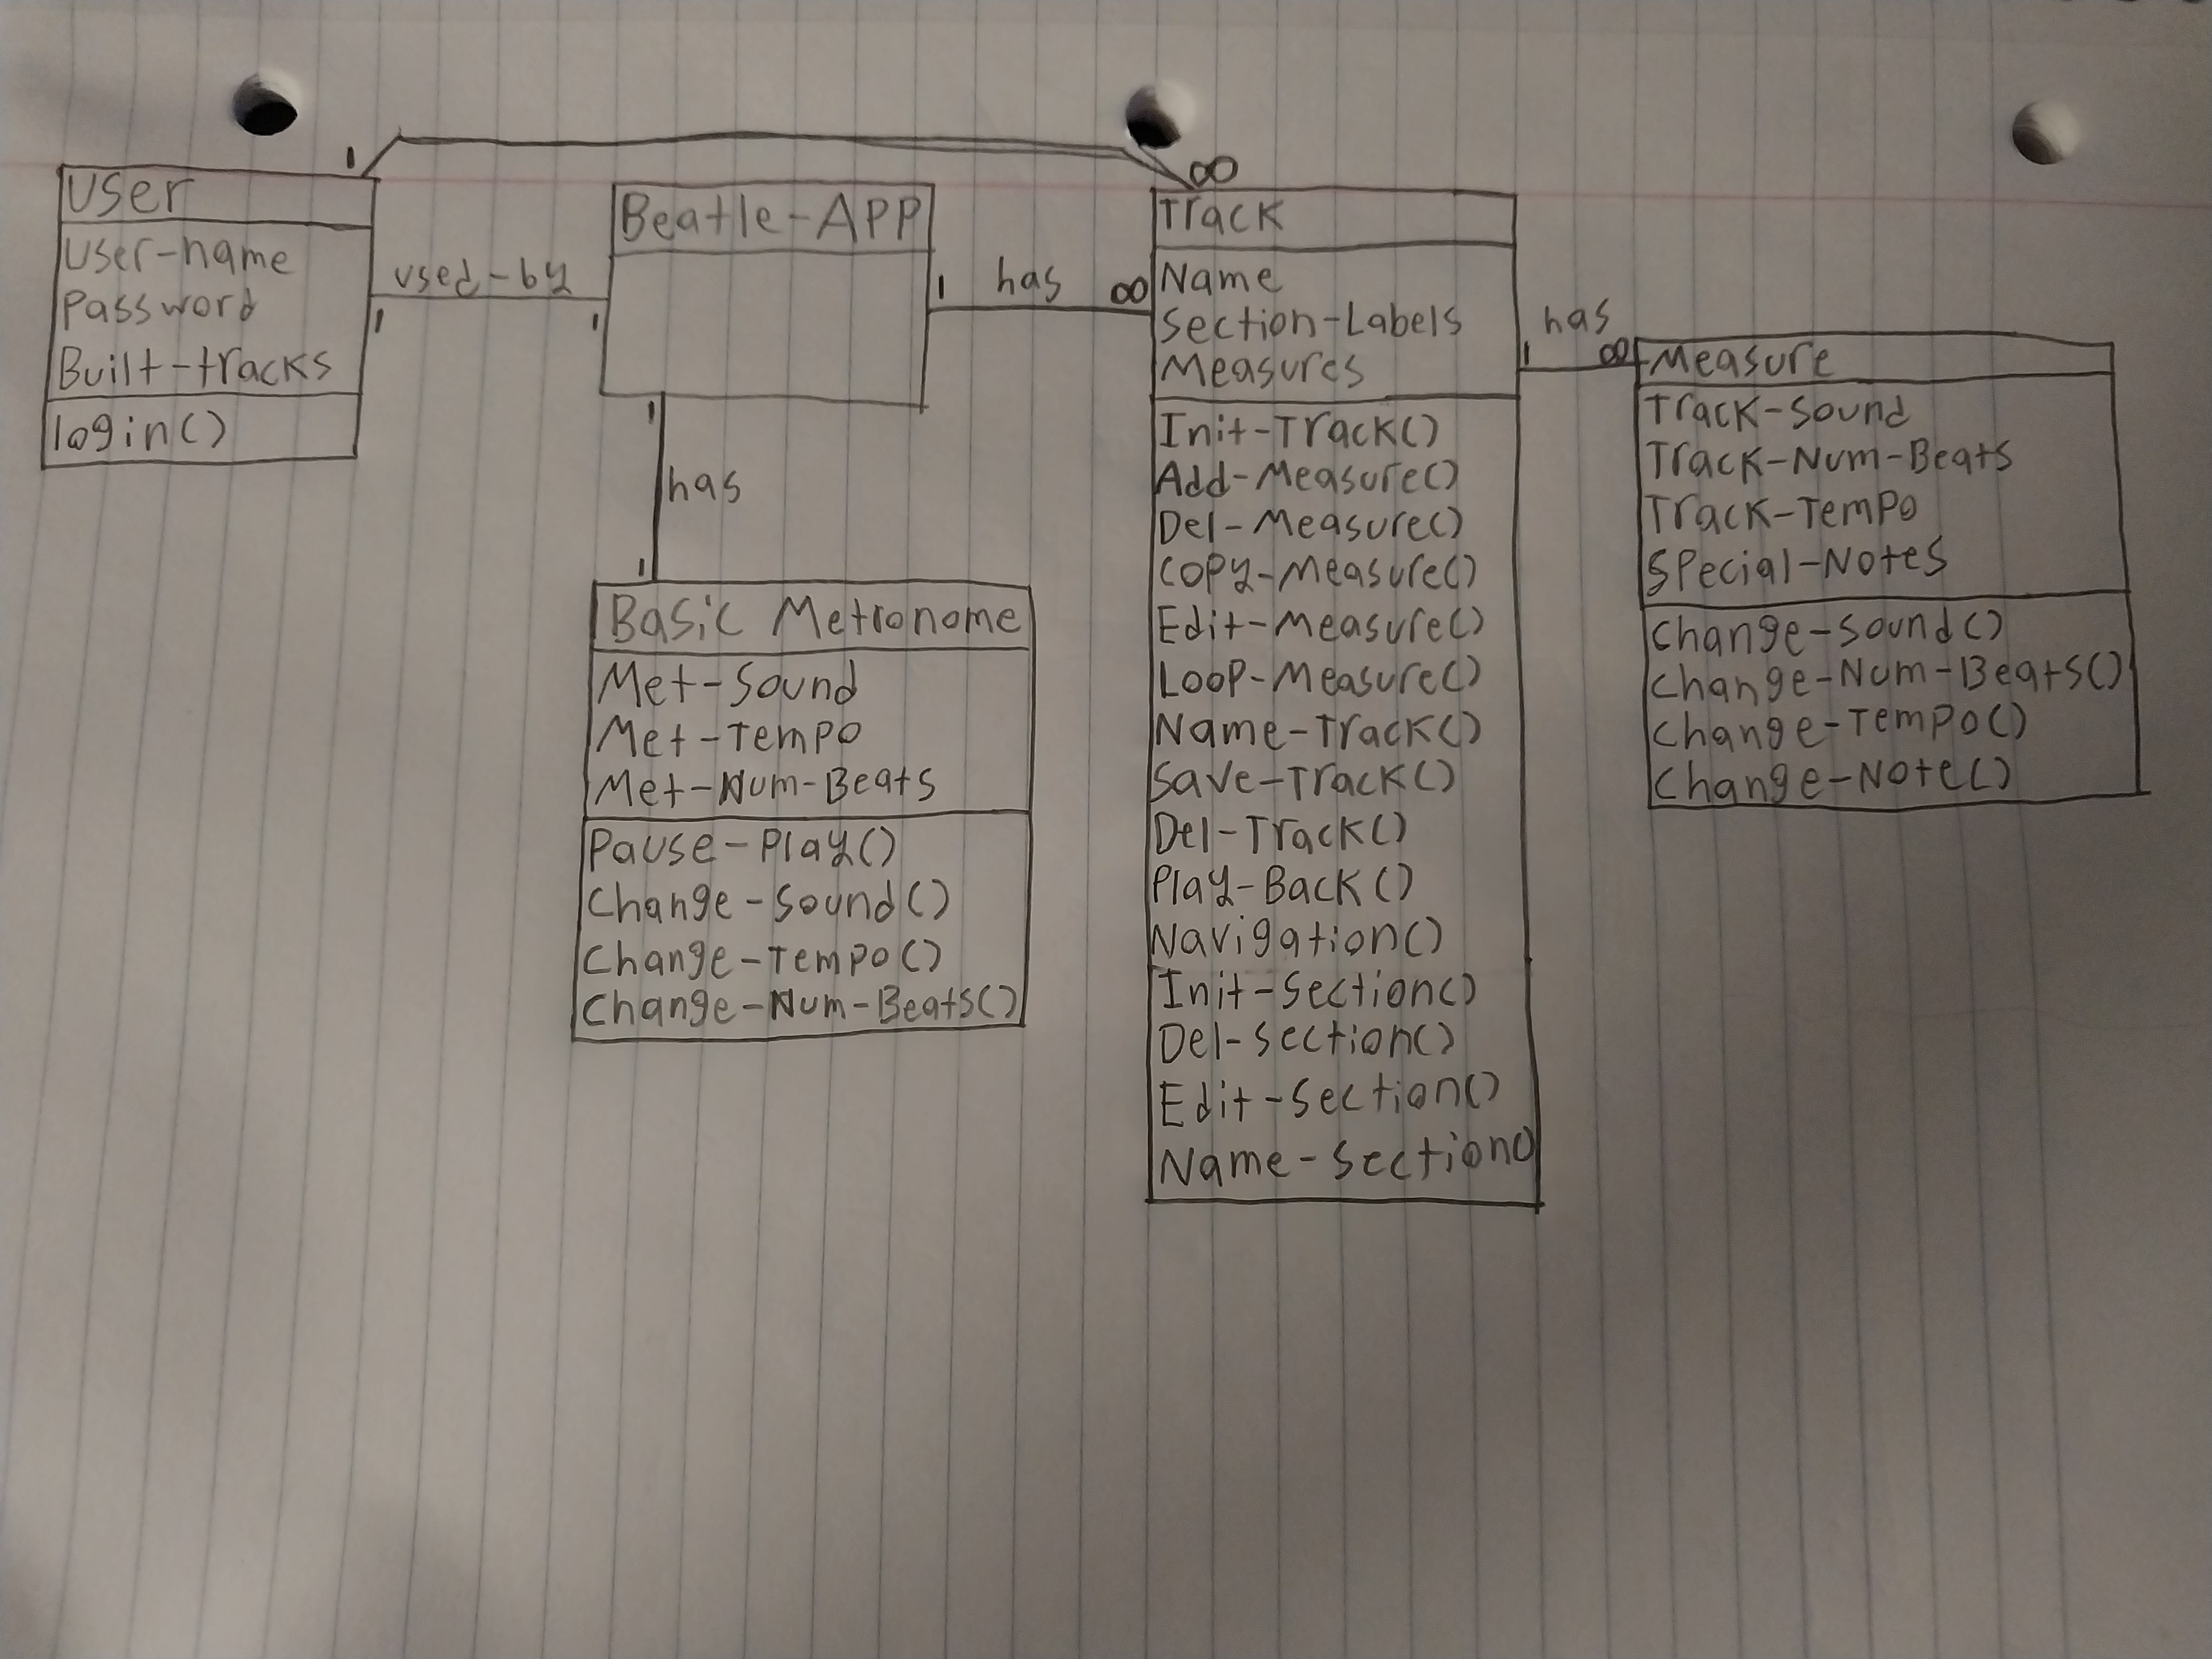 User
User-name
Password
Built-tracks
login()
1
1
used-by
1
Beatle-App
1
has
1
Basic Metronome
Met-Sound
Met-Tempo
Met-Num-Beats
Pause-Play()
Change-Sound()
Change-Tempo()
Change-Num-Beats()
1
has
∞
∞
Track
Name
Section-Labels
Measures
Init-Track()
Add-Measure()
Del-Measure()
Copy-Measure()
Edit-Measure()
Loop-Measure()
Name-Track()
Save-Track()
Del-Track()
Play-Back()
Navigation()
Init-Section()
Del-Section()
Edit-Section()
Name-Section()
1
has
∞
Measure
Track-Sound
Track-Num-Beats
Track-Tempo
Special-Notes
Change-Sound()
Change-Num-Beats()
Change-Tempo()
Change-Note()